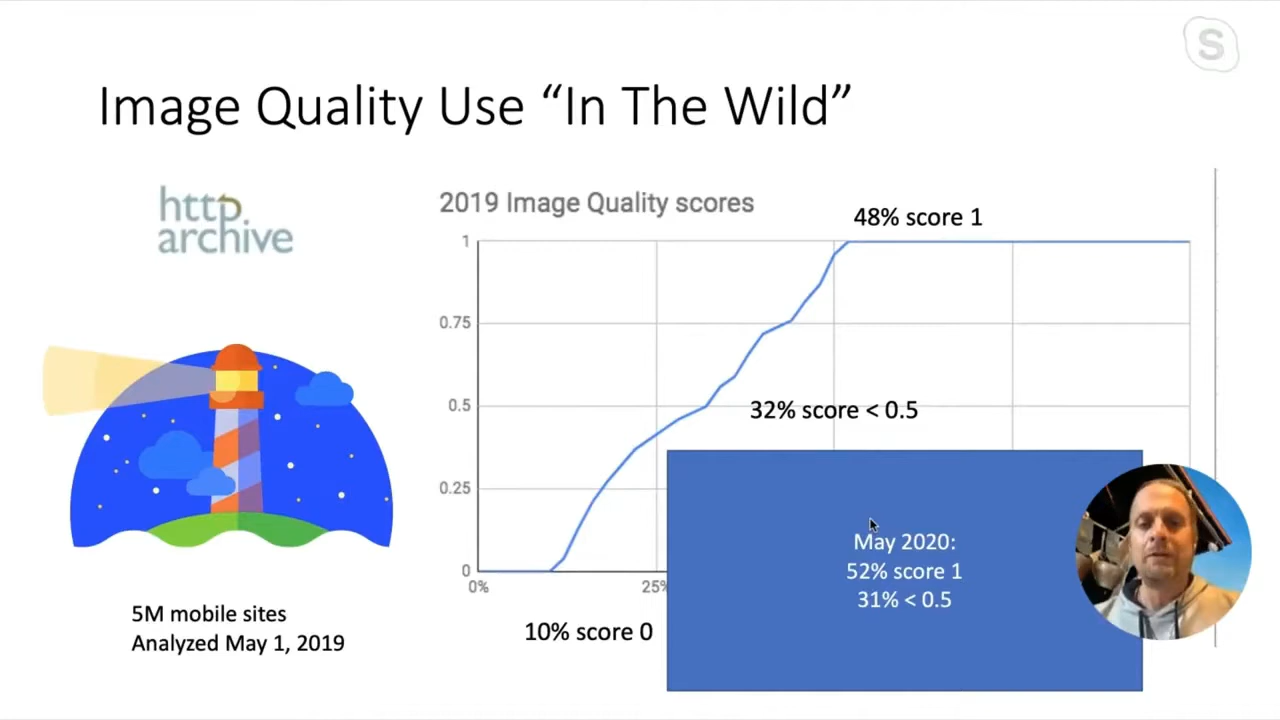 S
Image Quality Use “In The Wild”
http
archive
2019 Image Quality scores
48% score 1
1
0.75
0.5
32% score < 0.5
0.25
0
0%
25%
May 2020:
52% score 1
31% < 0.5
5M mobile sites
Analyzed May 1, 2019
10% score 0